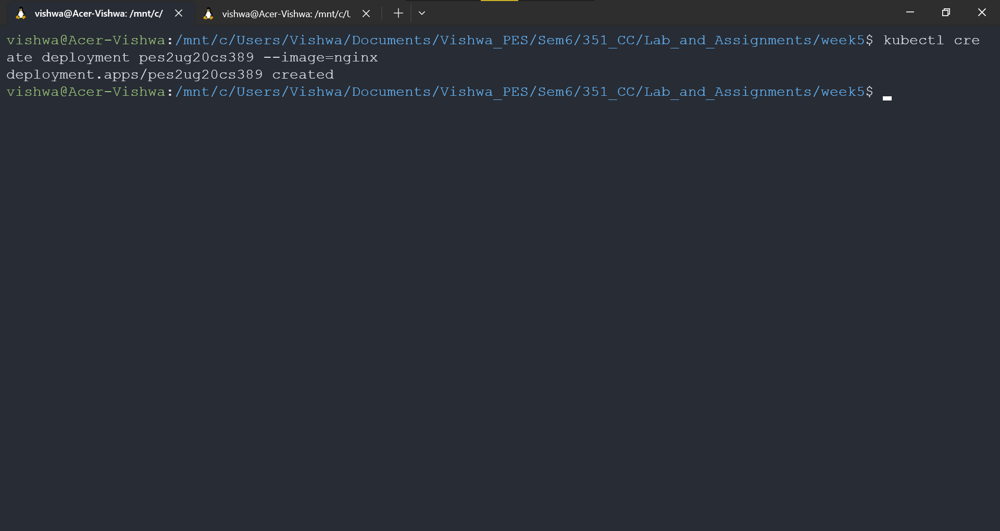 vishwa@Acer-Vishwa: /mnt/c/
vishwa@Acer-Vishwa: /mnt/c/U
vishwa@Acer-Vishwa:/mnt/c/Users/Vishwa/Documents/Vishwa_PES/Sem6/351_CC/Lab_and_Assignments/week5$ kubectl cre
ate deployment pes2ug20cs389 --image=nginx
deployment.apps/pes2ug20cs389 created
vishwa@Acer-Vishwa:/mnt/c/Users/Vishwa/Documents/Vishwa_PES/Sem6/351_CC/Lab_and_Assignments/week5$